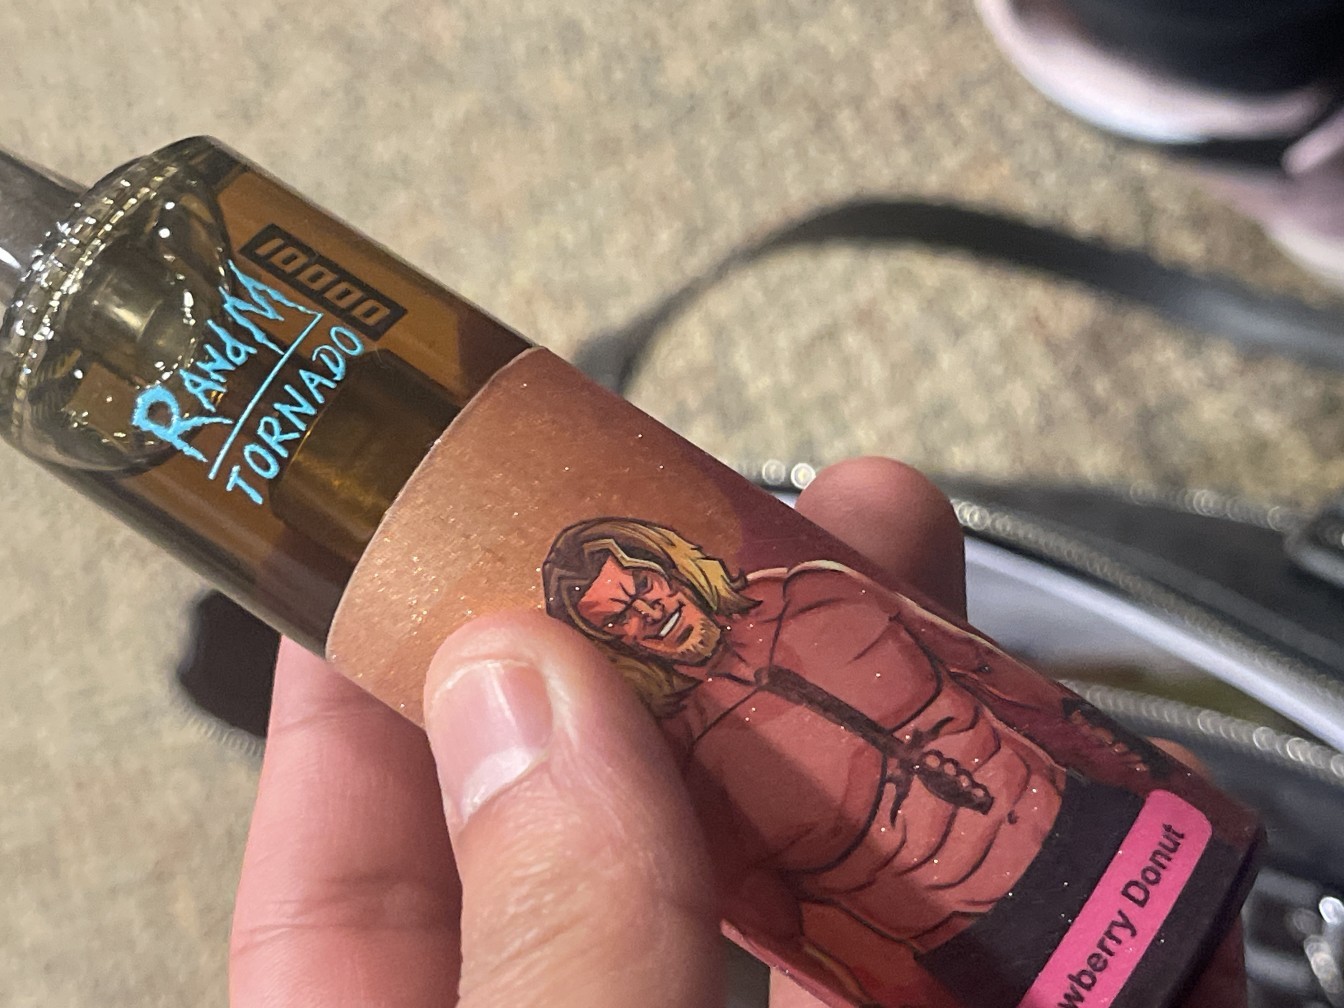 10000
RandM
TORNADO
wberry Donut